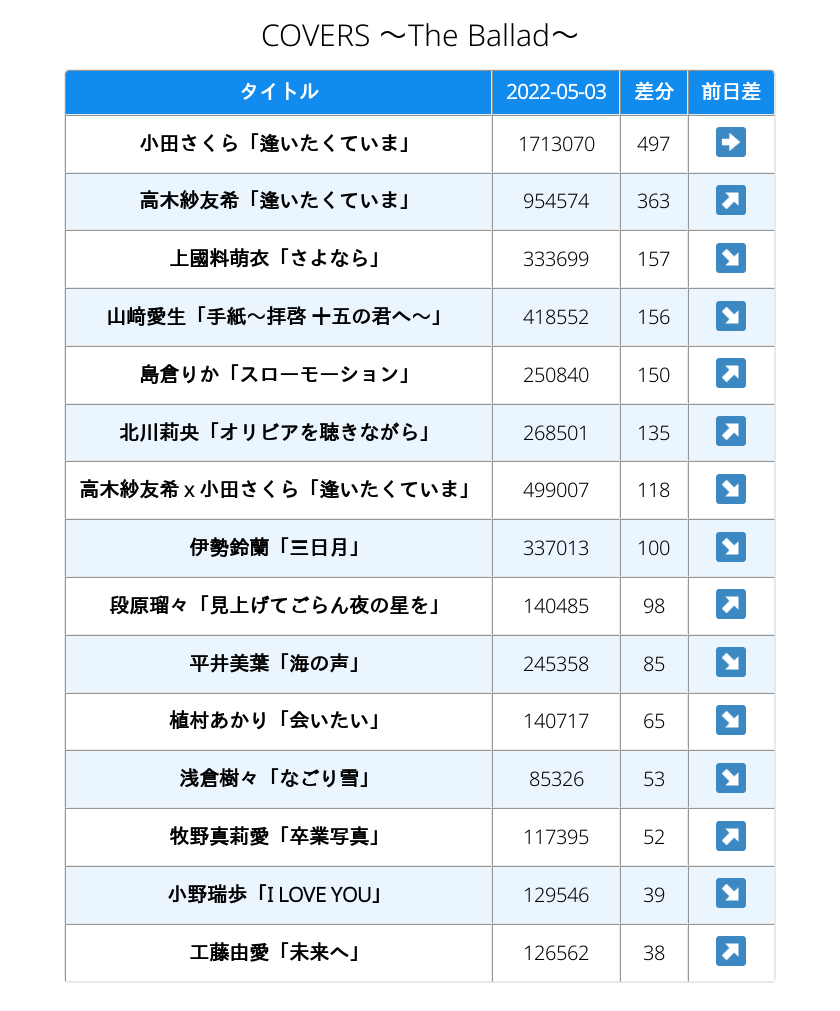 COVERS ～The Ballad～
タイトル 2022-05-03 差分 前日差
小田さくら「逢いたくていま」 1713070 497 ➡
高木紗友希「逢いたくていま」 954574 363 ↗
上國料萌衣「さよなら」 333699 157 ↘
山﨑愛生「手紙～拝啓 十五の君へ～」 418552 156 ↘
島倉りか「スローモーション」 250840 150 ↗
北川莉央「オリビアを聴きながら」 268501 135 ↗
高木紗友希 x 小田さくら「逢いたくていま」 499007 118 ↘
伊勢鈴蘭「三日月」 337013 100 ↘
段原瑠々「見上げてごらん夜の星を」 140485 98 ↗
平井美葉「海の声」 245358 85 ↘
植村あかり「会いたい」 140717 65 ↘
浅倉樹々「なごり雪」 85326 53 ↘
牧野真莉愛「卒業写真」 117395 52 ↗
小野瑞歩「I LOVE YOU」 129546 39 ↘
工藤由愛「未来へ」 126562 38 ↗